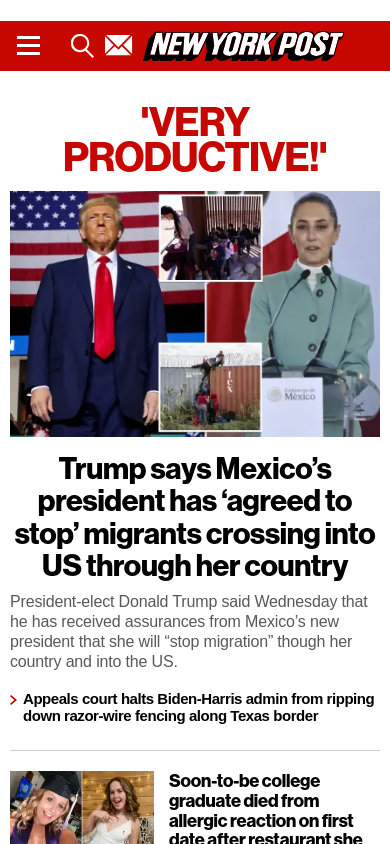 NEW YORK POST
'VERY
PRODUCTIVE!'
México
Trump says Mexico’s
president has ‘agreed to
stop’ migrants crossing into
US through her country
President-elect Donald Trump said Wednesday that
he has received assurances from Mexico’s new
president that she will “stop migration” though her
country and into the US.
Appeals court halts Biden-Harris admin from ripping
down razor-wire fencing along Texas border
Soon-to-be college
graduate died from
allergic reaction on first
date after restaurant she